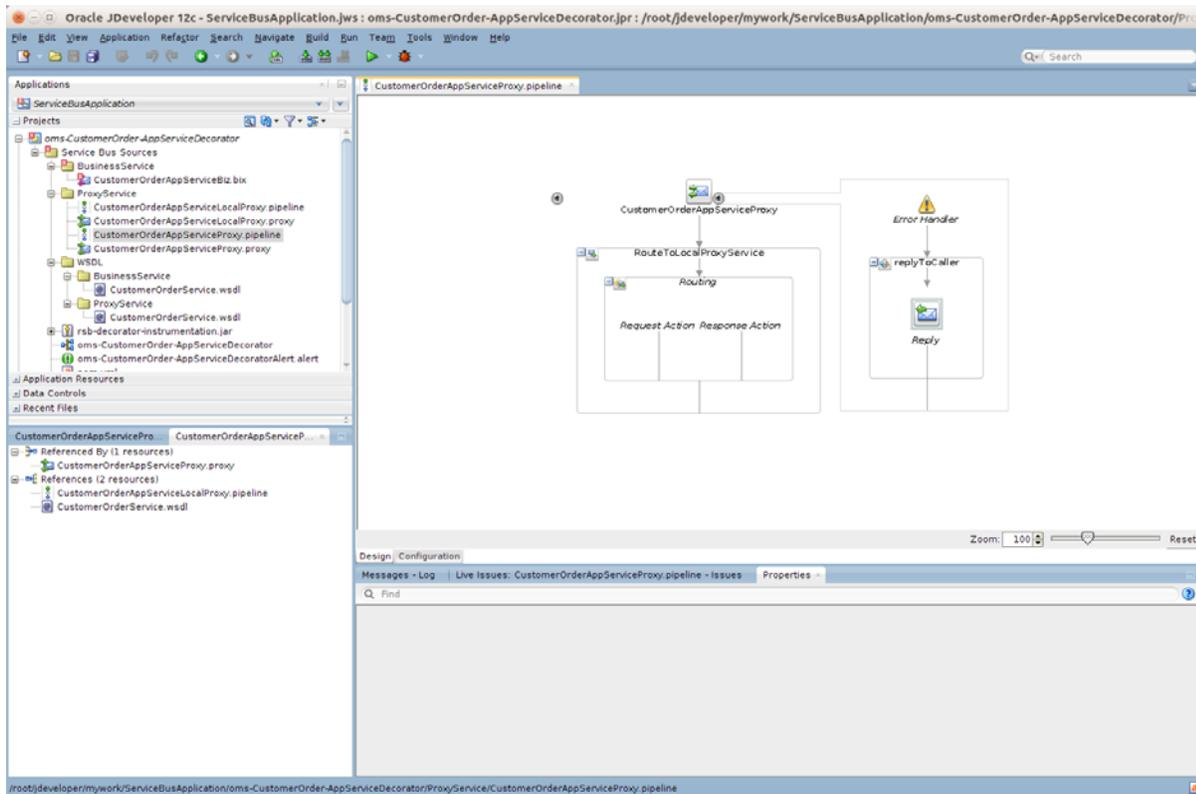 Oracle JDeveloper 12c - ServiceBusApplication.jws : oms-CustomerOrder-AppServiceDecorator.jpr : /root/jdeveloper/mywork/ServiceBusApplication/oms-CustomerOrder-AppServiceDecorator/Pro
File Edit View Application Refactor Search Navigate Build Run Team Tools Window Help
Search
Applications
ServiceBusApplication
Projects
oms-CustomerOrder-AppServiceDecorator
Service Bus Sources
BusinessService
CustomerOrderAppServiceBiz.bix
ProxyService
CustomerOrderAppServiceLocalProxy.pipeline
CustomerOrderAppServiceLocalProxy.proxy
CustomerOrderAppServiceProxy.pipeline
CustomerOrderAppServiceProxy.proxy
WSDL
BusinessService
CustomerOrderService.wsdl
ProxyService
CustomerOrderService.wsdl
rsb-decorator-instrumentation.jar
oms-CustomerOrder-AppServiceDecorator
oms-CustomerOrder-AppServiceDecoratorAlert.alert
Application Resources
Data Controls
Recent Files
CustomerOrderAppServicePro... CustomerOrderAppServiceP...
Referenced By (1 resources)
CustomerOrderAppServiceProxy.proxy
References (2 resources)
CustomerOrderAppServiceLocalProxy.pipeline
CustomerOrderService.wsdl
CustomerOrderAppServiceProxy.pipeline
CustomerOrderAppServiceProxy
RouteToLocalProxyService
Routing
Request Action Response Action
Error Handler
replyToCaller
Reply
Zoom: 100 Reset
Design Configuration
Messages - Log Live Issues: CustomerOrderAppServiceProxy.pipeline - Issues Properties
Find
/root/jdeveloper/mywork/ServiceBusApplication/oms-CustomerOrder-AppServiceDecorator/ProxyService/CustomerOrderAppServiceProxy.pipeline